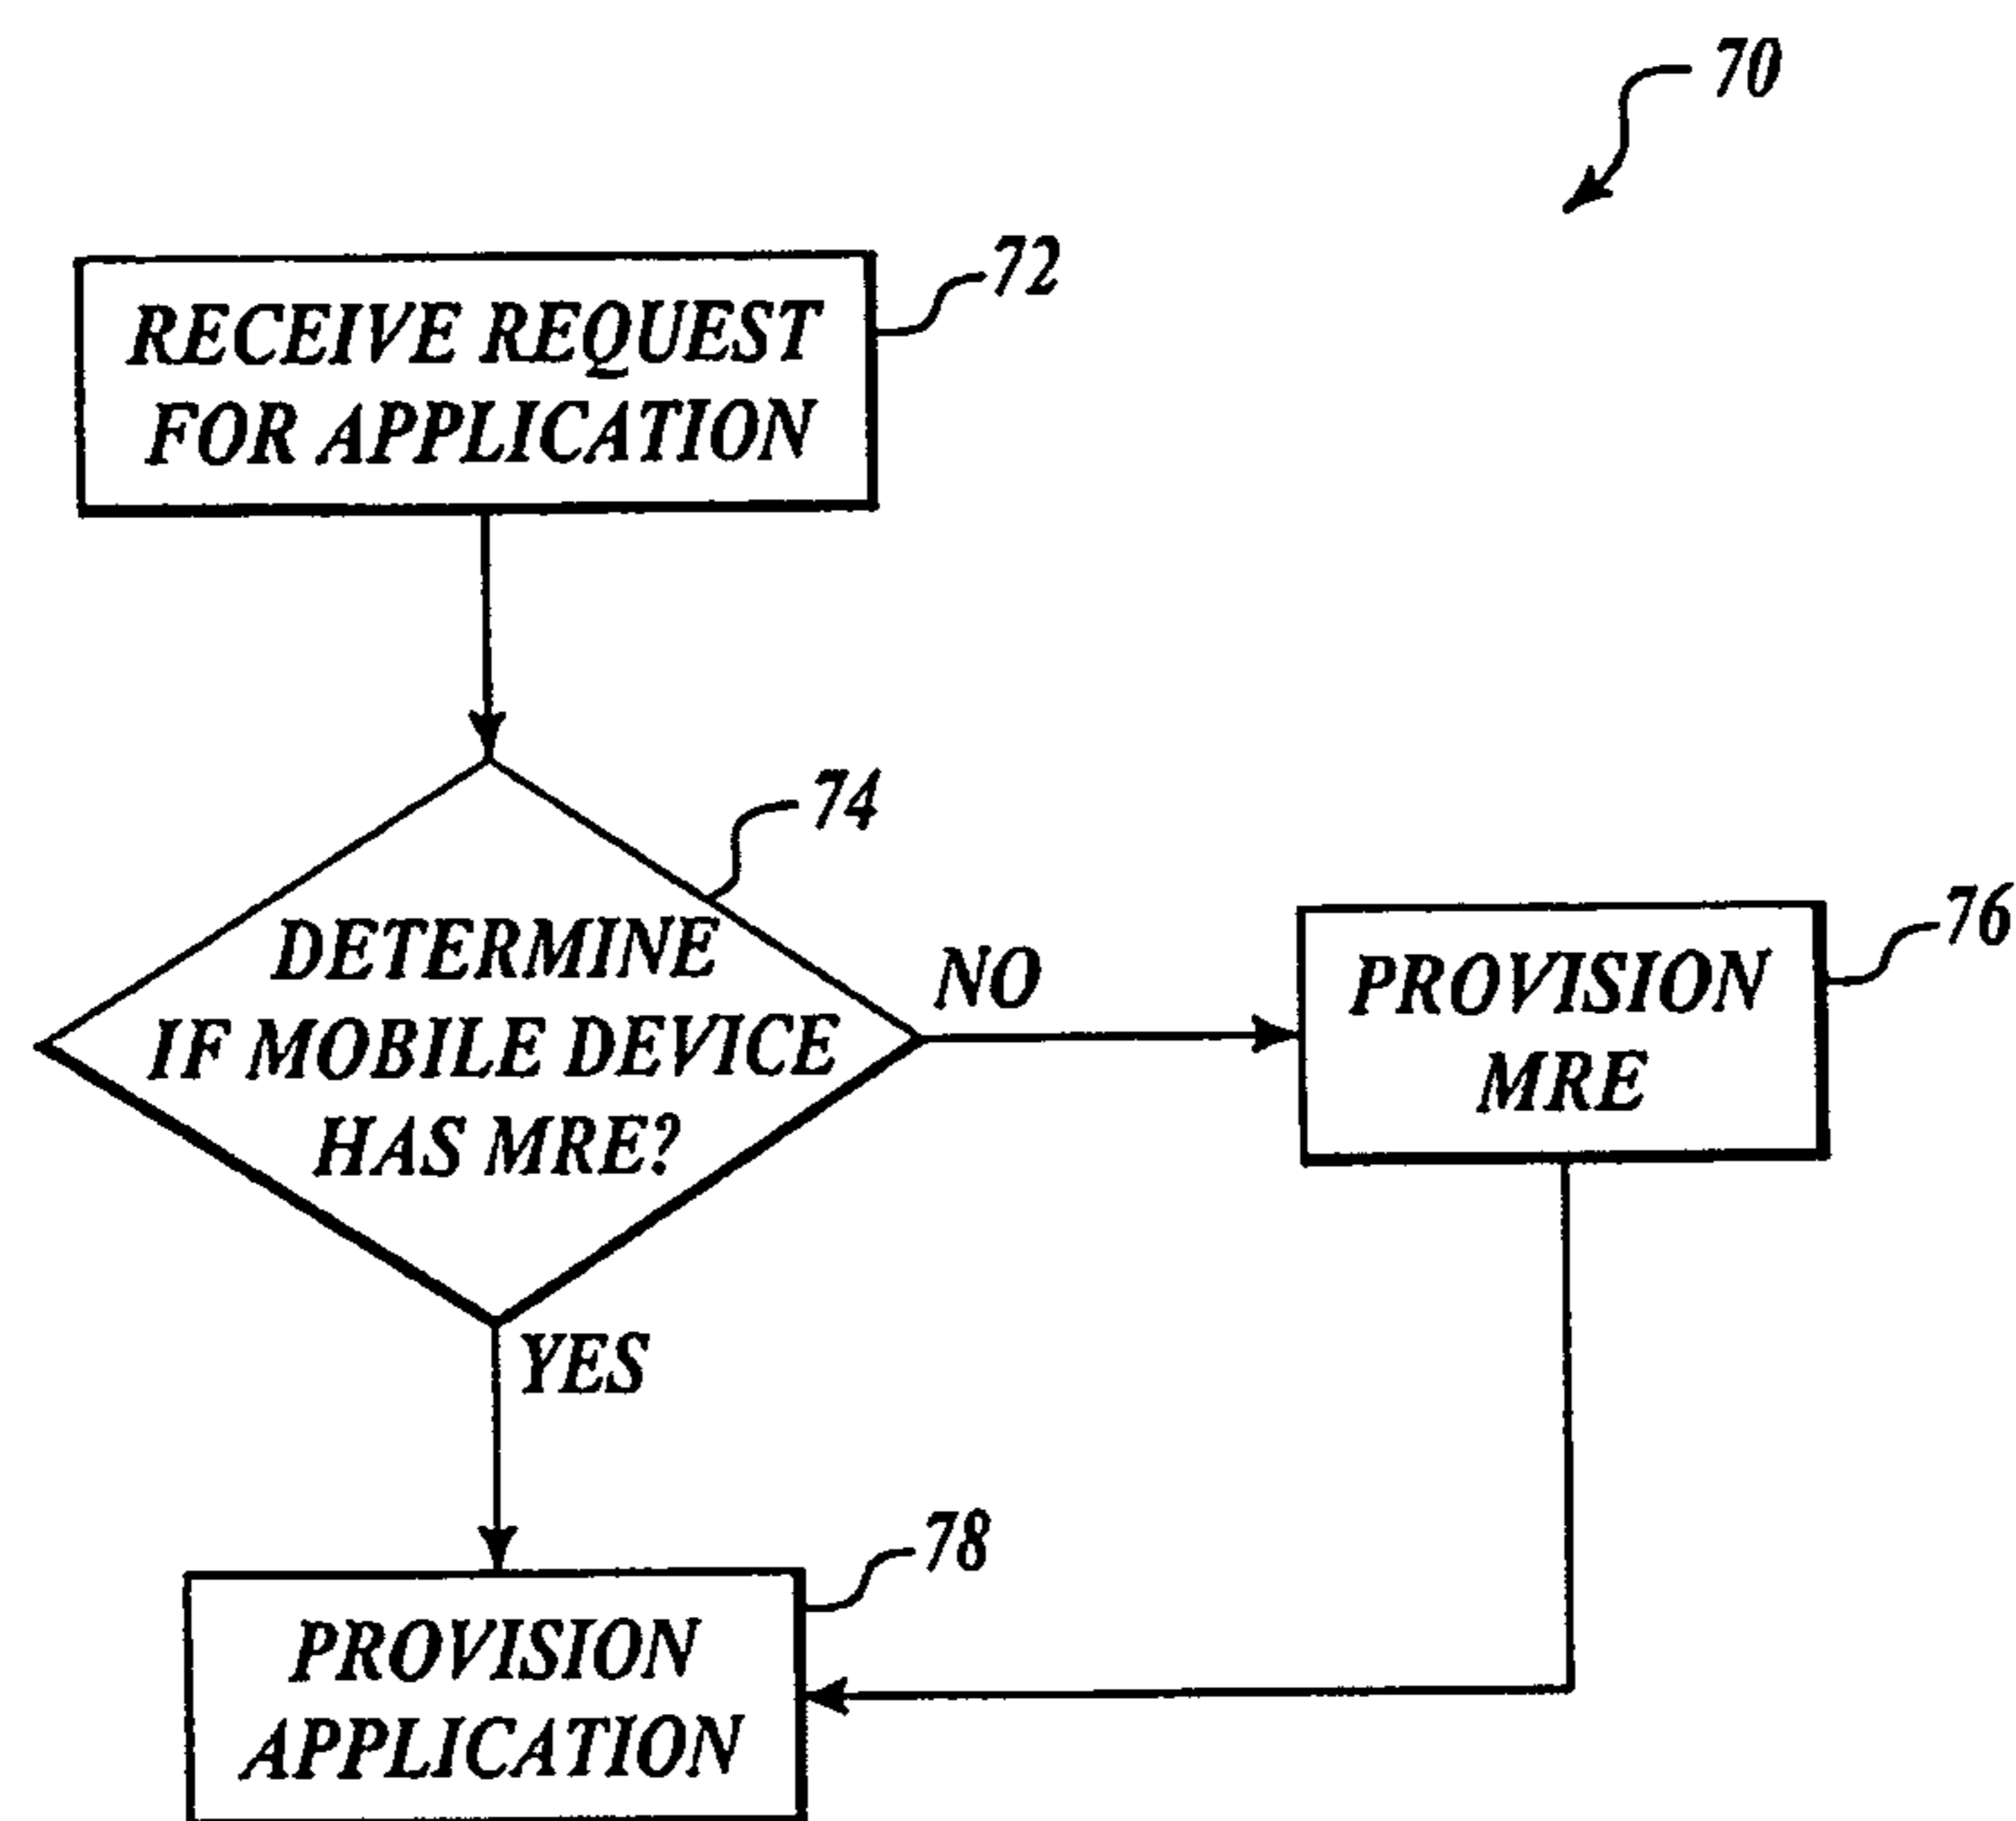 70
RECEIVE REQUEST
FOR APPLICATION
72
74
DETERMINE
IF MOBILE DEVICE
HAS MRE?
NO
PROVISION
MRE
76
YES
78
PROVISION
APPLICATION